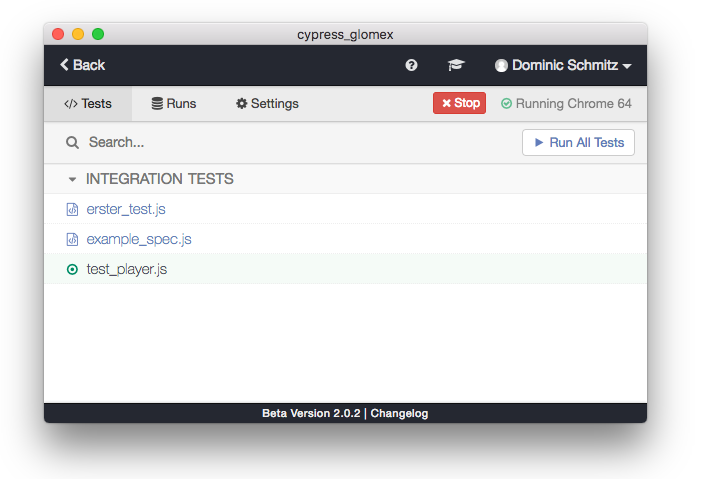 cypress_glomex
Back
Dominic Schmitz
</> Tests
Runs
Settings
Stop
Running Chrome 64
Search...
Run All Tests
INTEGRATION TESTS
erster_test.js
example_spec.js
test_player.js
Beta Version 2.0.2 | Changelog